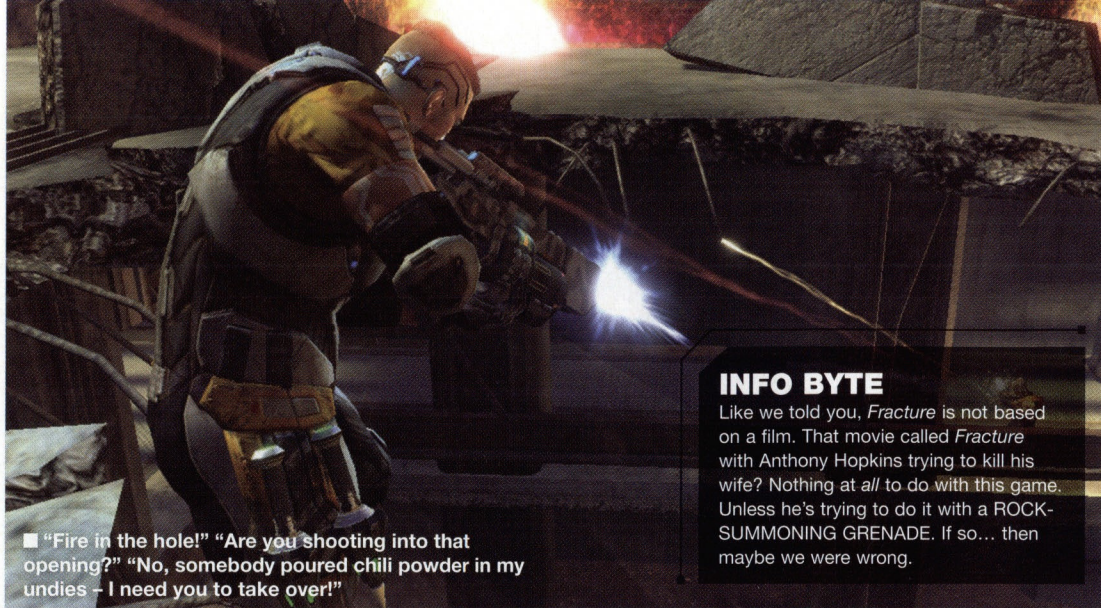 INFO BYTE
Like we told you, Fracture is not based
on a film. That movie called Fracture
with Anthony Hopkins trying to kill his
wife? Nothing at all to do with this game.
Unless he's trying to do it with a ROCK-
SUMMONING GRENADE. If so… then
maybe we were wrong.
■ “Fire in the hole!” “Are you shooting into that
opening?” “No, somebody poured chili powder in my
undies – I need you to take over!”